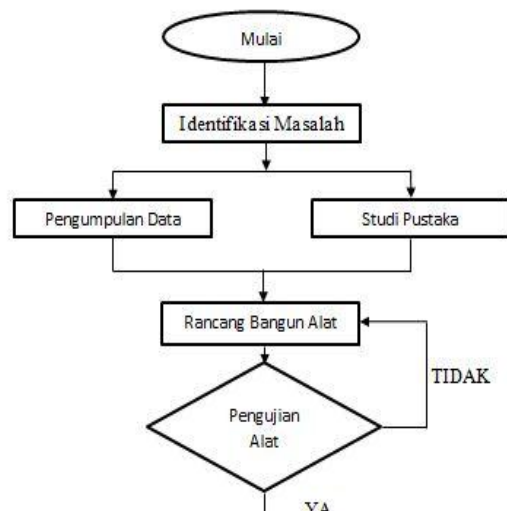 Mulai
Identifikasi Masalah
Pengumpulan Data
Studi Pustaka
Rancang Bangun Alat
TIDAK
Pengujian
Alat
YA